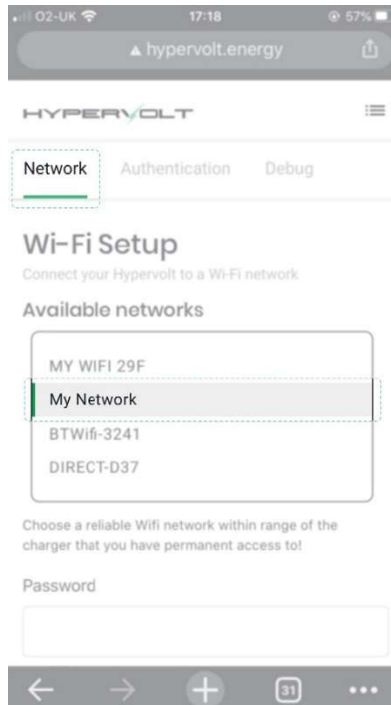 O2-UK 17:18 57%
hypervolt.energy
HYPERVOLT
Network Authentication Debug
Wi-Fi Setup
Connect your Hypervolt to a Wi-Fi network
Available networks
MY WIFI 29F
My Network
BTWifi-3241
DIRECT-D37
Choose a reliable Wifi network within range of the
charger that you have permanent access to!
Password
31